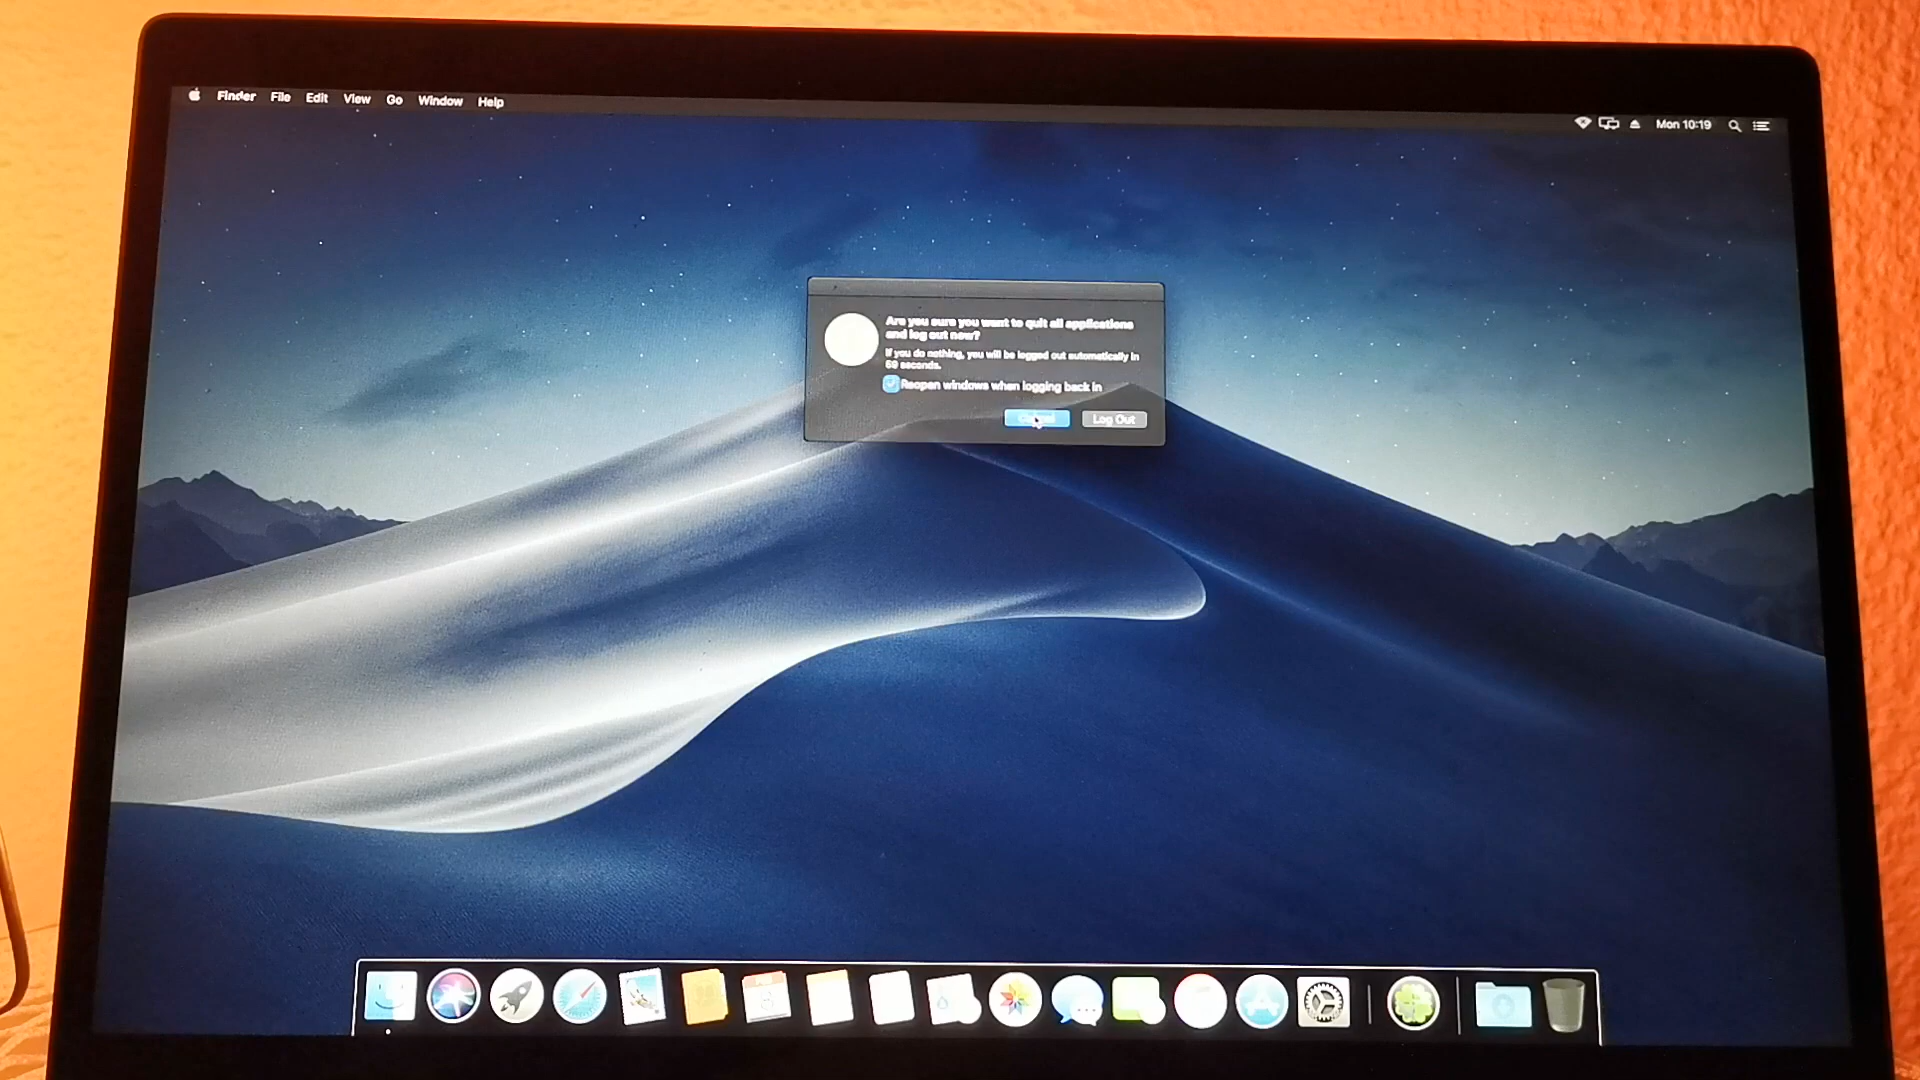 Finder File Edit View Go Window Help
Mon 10:19
Are you sure you want to quit all applications
and log out now?
If you do nothing, you will be logged out automatically in
59 seconds.
Reopen windows when logging back in
Cancel Log Out